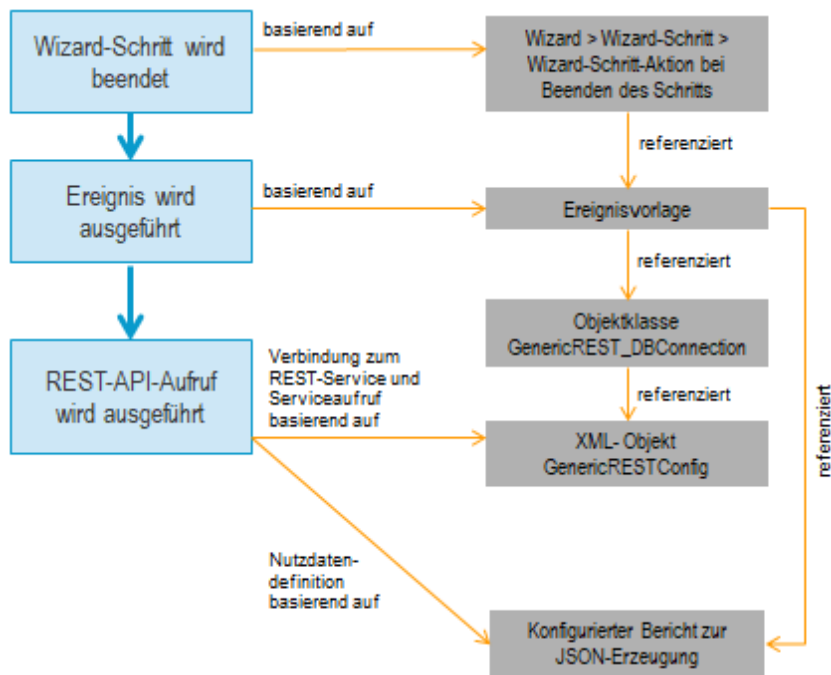 Wizard-Schritt wird
beendet
basierend auf
Wizard > Wizard-Schritt >
Wizard-Schritt-Aktion bei
Beenden des Schritts
referenziert
Ereignis wird
ausgeführt
basierend auf
Ereignisvorlage
referenziert
Objektklasse
GenericREST_DBConnection
REST-API-Aufruf
wird ausgeführt
Verbindung zum
REST-Service und
Serviceaufruf
basierend auf
referenziert
XML- Objekt
GenericRESTConfig
referenziert
Nutzdaten-
definition
basierend auf
Konfigurierter Bericht zur
JSON-Erzeugung